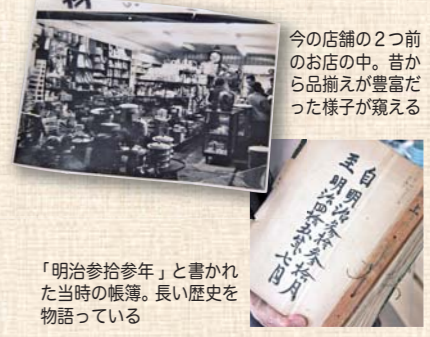 今の店舗の２つ前
のお店の中。昔か
ら品揃えが豊富だ
った様子が窺える
自明治参拾参年拾月
至明治四拾五年七月
「明治参拾参年」と書かれ
た当時の帳簿。長い歴史を
物語っている